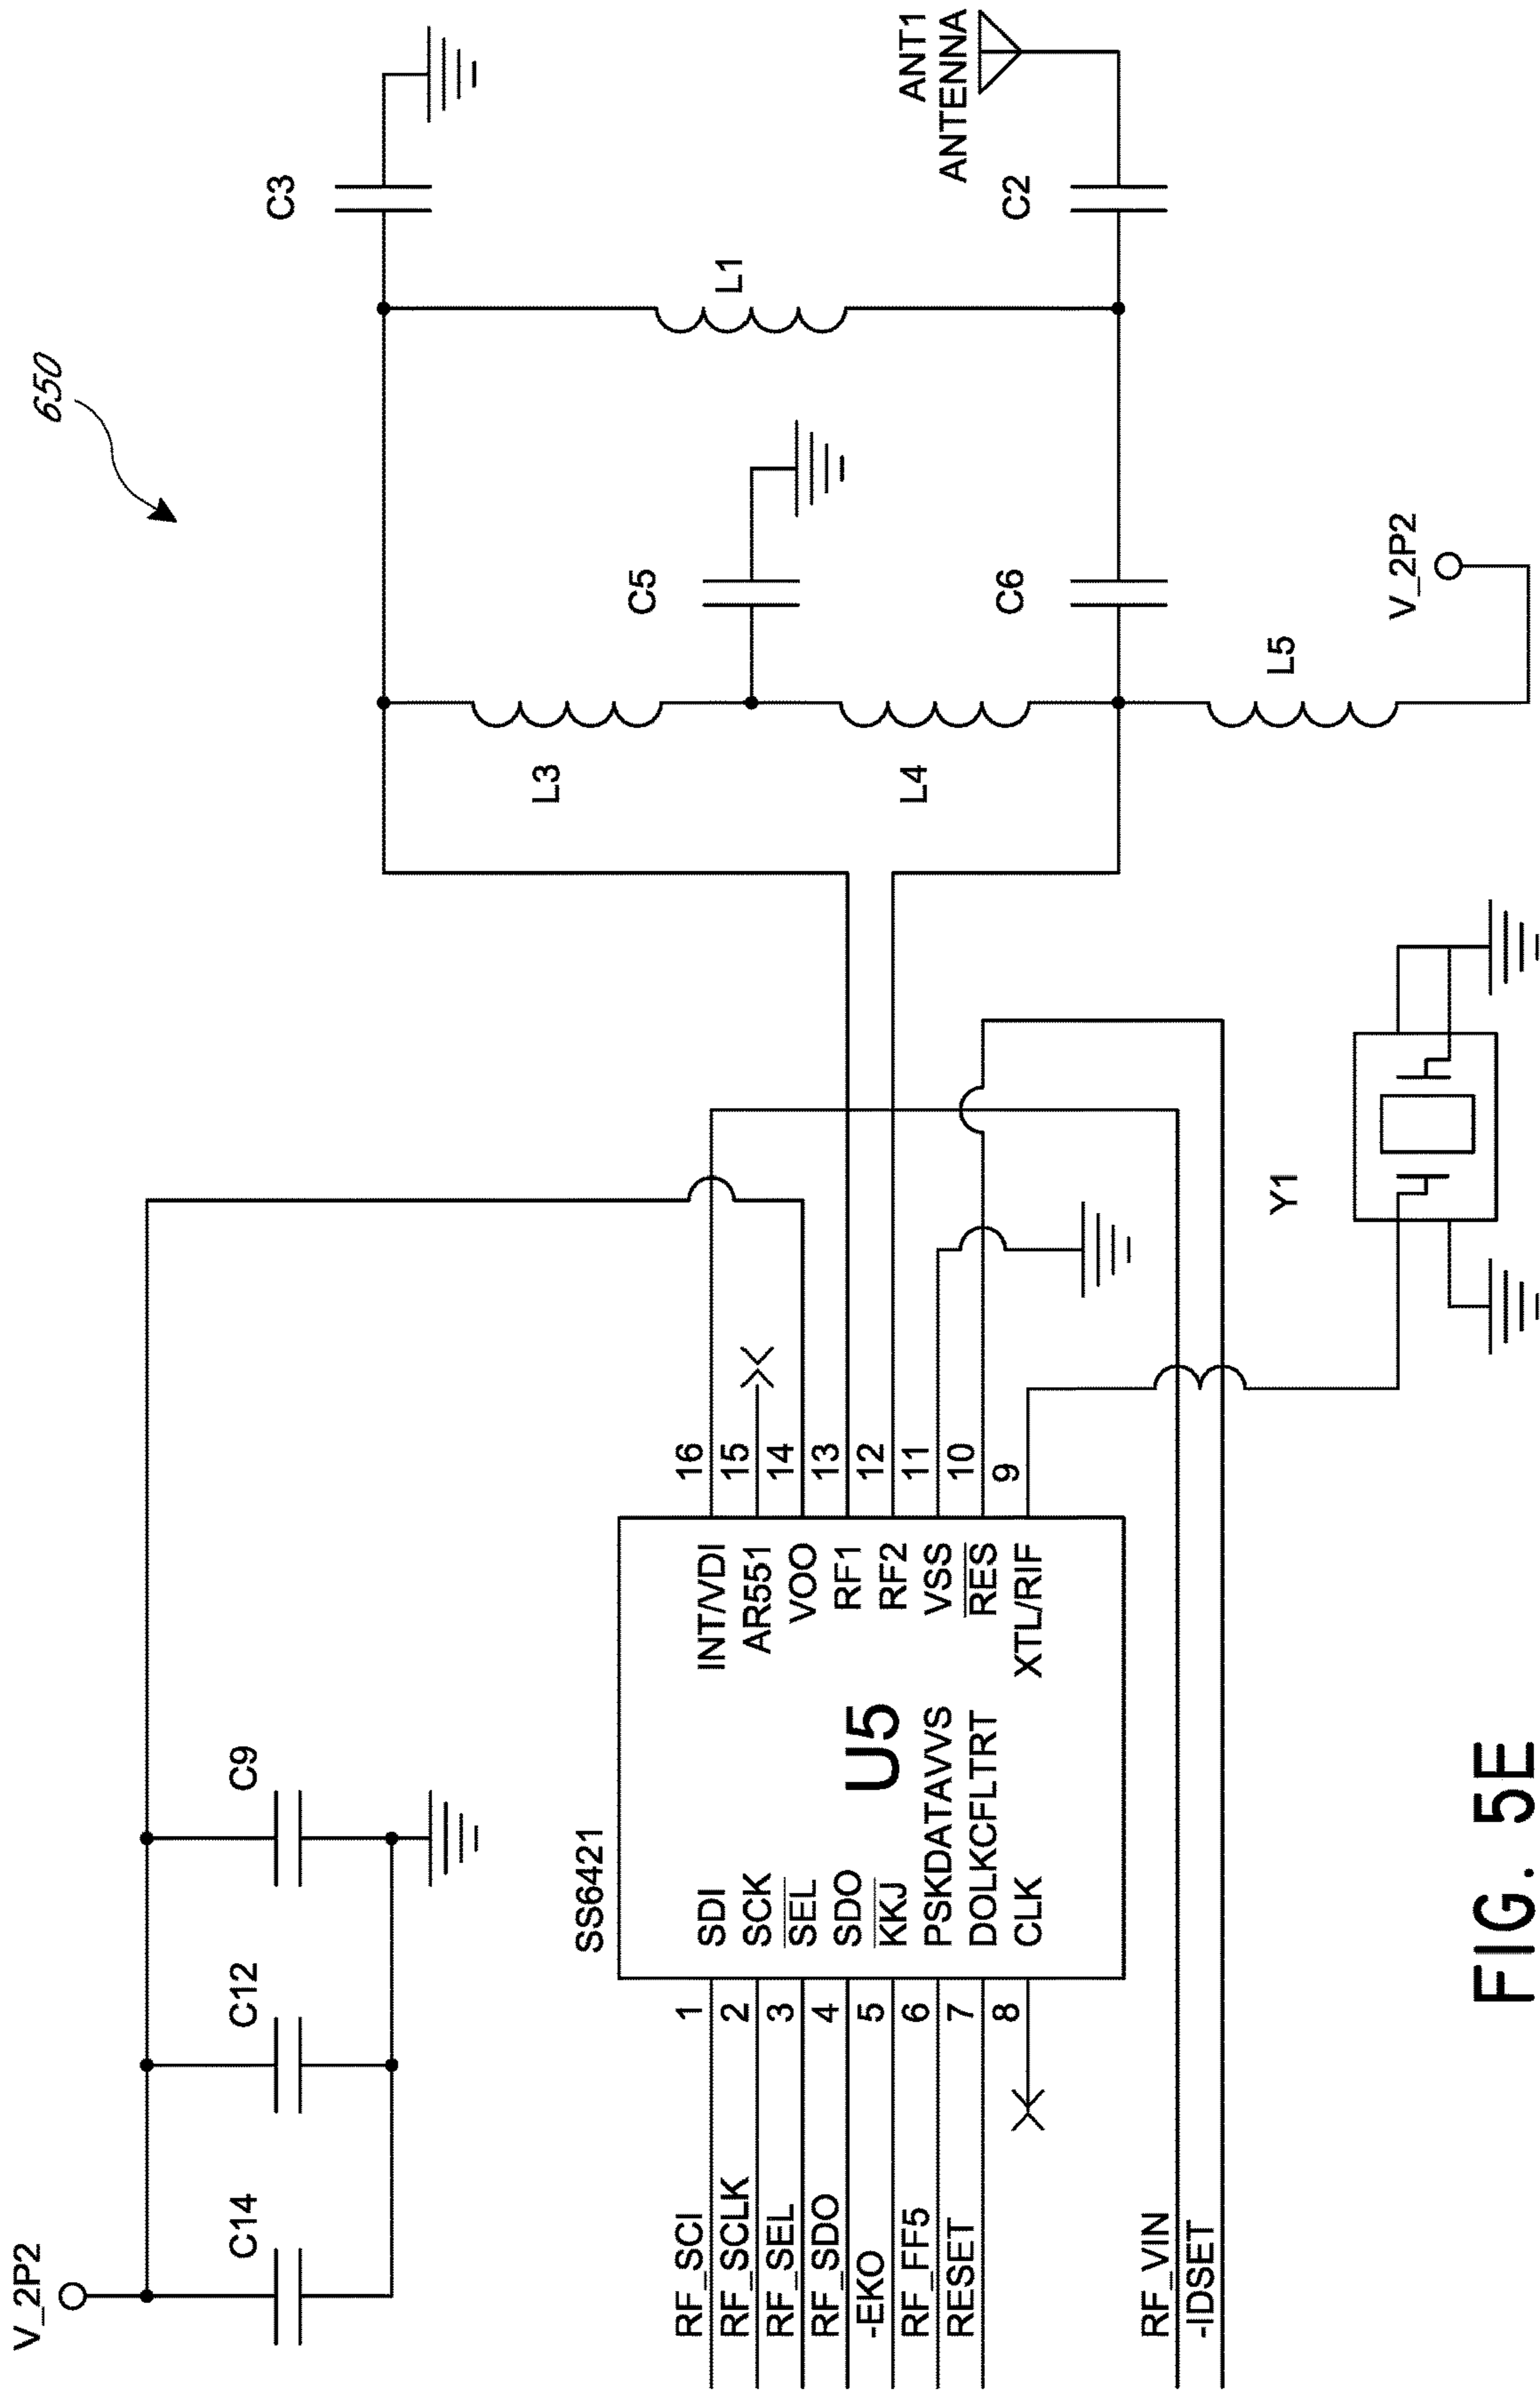 650
V_2P2
C14
C12
C9
C3
L1
ANT1
ANTENNA
C2
C5
C6
L3
L4
L5
V_2P2
SS6421
U5
RF_SCI 1 SDI
RF_SCLK 2 SCK
RF_SEL 3 SEL
RF_SDO 4 SDO
-EKO 5 KKJ
RF_FF5 6 PSKDATAVVS
RESET 7 DOLKCFLTRT
8 CLK
INT/VDI 16
AR551 15
VOO 14
RF1 13
RF2 12
VSS 11
RES 10
XTL/RIF 9
RF_VIN
-IDSET
Y1
FIG. 5E